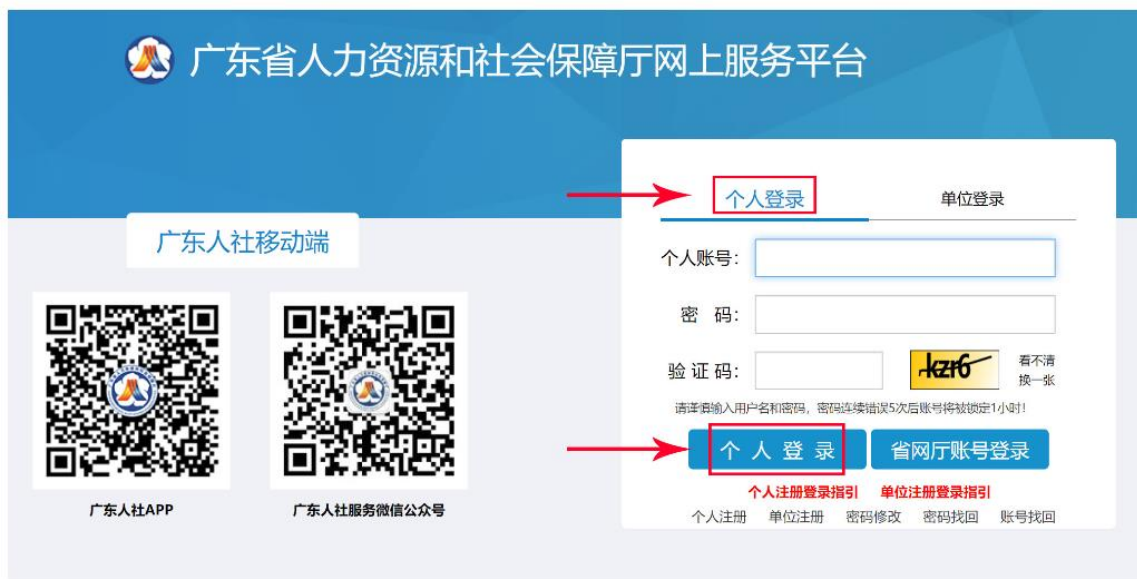 广东省人力资源和社会保障厅网上服务平台
个人登录 单位登录
广东人社移动端
个人账号：
密 码：
验 证 码： kzr6 看不清
换一张
请谨慎输入用户名和密码，密码连续错误5次后账号将被锁定1小时！
个 人 登 录 省网厅账号登录
个人注册登录指引 单位注册登录指引
个人注册 单位注册 密码修改 密码找回 账号找回
广东人社APP 广东人社服务微信公众号